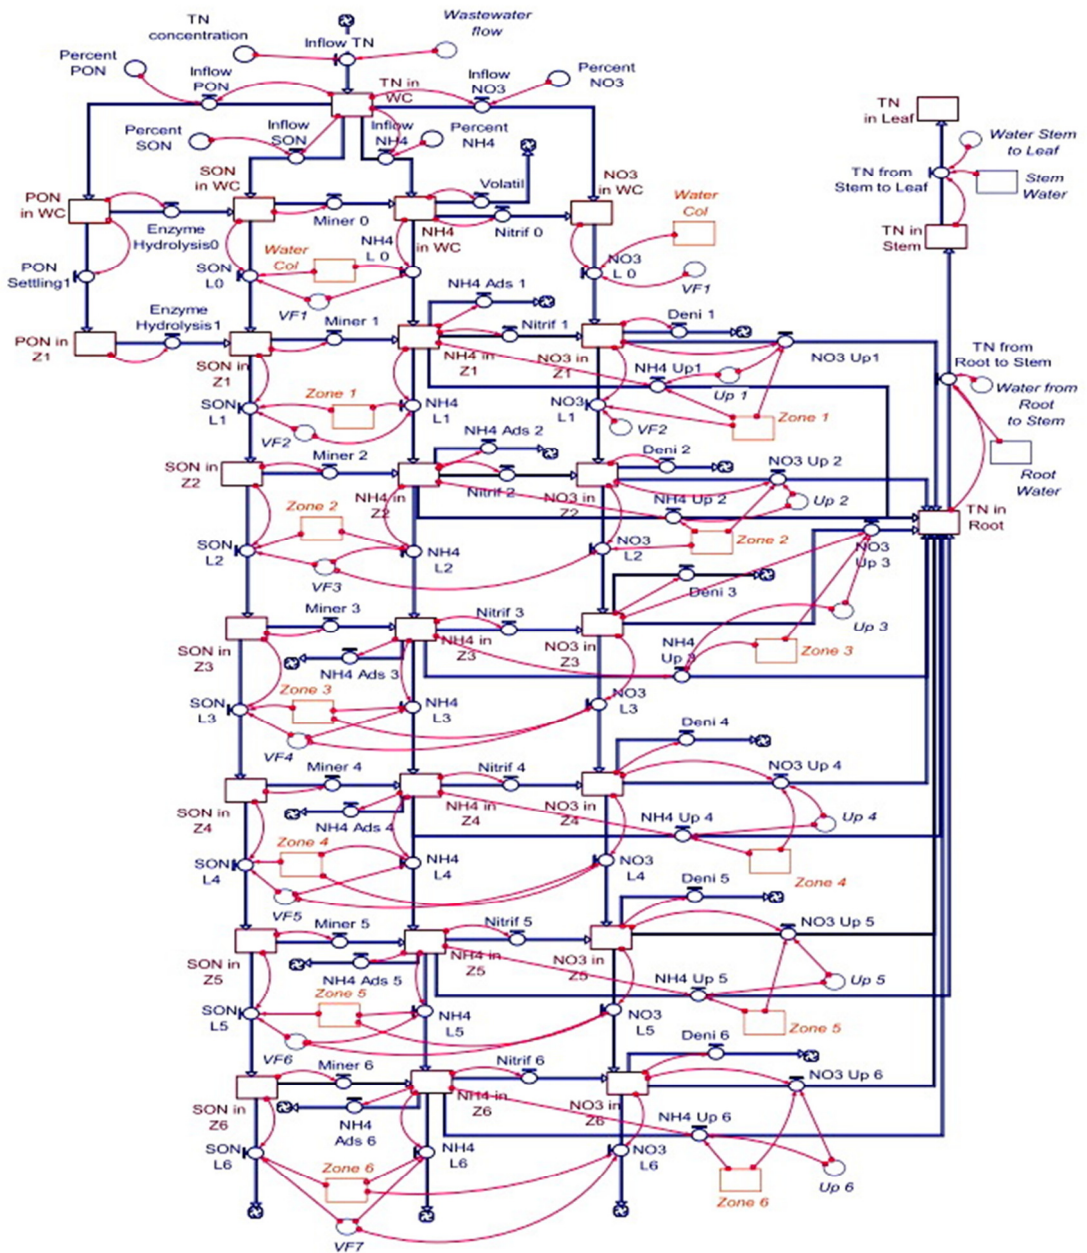 TN
concentration
Wastewater
flow
Inflow TN
Percent
PON
Inflow
PON
TN in
WC
Inflow
NO3
Percent
NO3
Percent
SON
Inflow
SON
Inflow
NH4
Percent
NH4
TN
in Leaf
Water Stem
to Leaf
TN from
Stem to Leaf
Stem
Water
SON
in WC
Volatil
NO3
in WC
PON
in WC
Miner 0
NH4
in WC
Nitrif 0
Water
Col
TN in
Stem
Enzyme
Hydrolysis0
PON
Settling1
SON
L0
Water
Col
NH4
L 0
NO3
L 0
VF1
VF1
NH4 Ads 1
Enzyme
Hydrolysis1
Miner 1
Nitrif 1
Deni 1
PON in
Z1
SON in
Z1
NH4 in
Z1
NO3 in
Z1
NO3 Up1
TN from
Root to Stem
NH4 Up1
Up 1
Water from
Root
to Stem
SON
L1
Zone 1
NH4
L1
NO3
L1
VF2
Zone 1
VF2
NH4 Ads 2
Miner 2
Deni 2
NO3 Up 2
SON in
Z2
NH4 in
Z2
Nitrif 2
NO3 in
Z2
NH4 Up 2
Up 2
Root
Water
Zone 2
TN in
Root
SON
L2
NH4
L2
NO3
L2
Zone 2
NO3
Up 3
VF3
Deni 3
Miner 3
Nitrif 3
Up 3
SON in
Z3
NH4 in
Z3
NO3 in
Z3
NH4
Up 3
Zone 3
NH4 Ads 3
Zone 3
SON
L3
NH4
L3
NO3
L3
VF4
Deni 4
Miner 4
Nitrif 4
NO3 Up 4
SON in
Z4
NH4 Ads 4
NH4 in
Z4
NO3 in
Z4
NH4 Up 4
Up 4
Zone 4
SON
L4
NH4
L4
NO3
L4
Zone 4
VF5
Deni 5
Miner 5
Nitrif 5
NO3 Up 5
SON in
Z5
NH4 Ads 5
NH4 in
Z5
NO3 in
Z5
NH4 Up 5
Up 5
Zone 5
SON
L5
NH4
L5
NO3
L5
Zone 5
VF6
Deni 6
Miner 6
Nitrif 6
NO3 Up 6
SON in
Z6
NH4
Ads 6
NH4 in
Z6
NO3 in
Z6
NH4 Up 6
SON
L6
NH4
L6
NO3
L6
Zone 6
Zone 6
Up 6
VF7